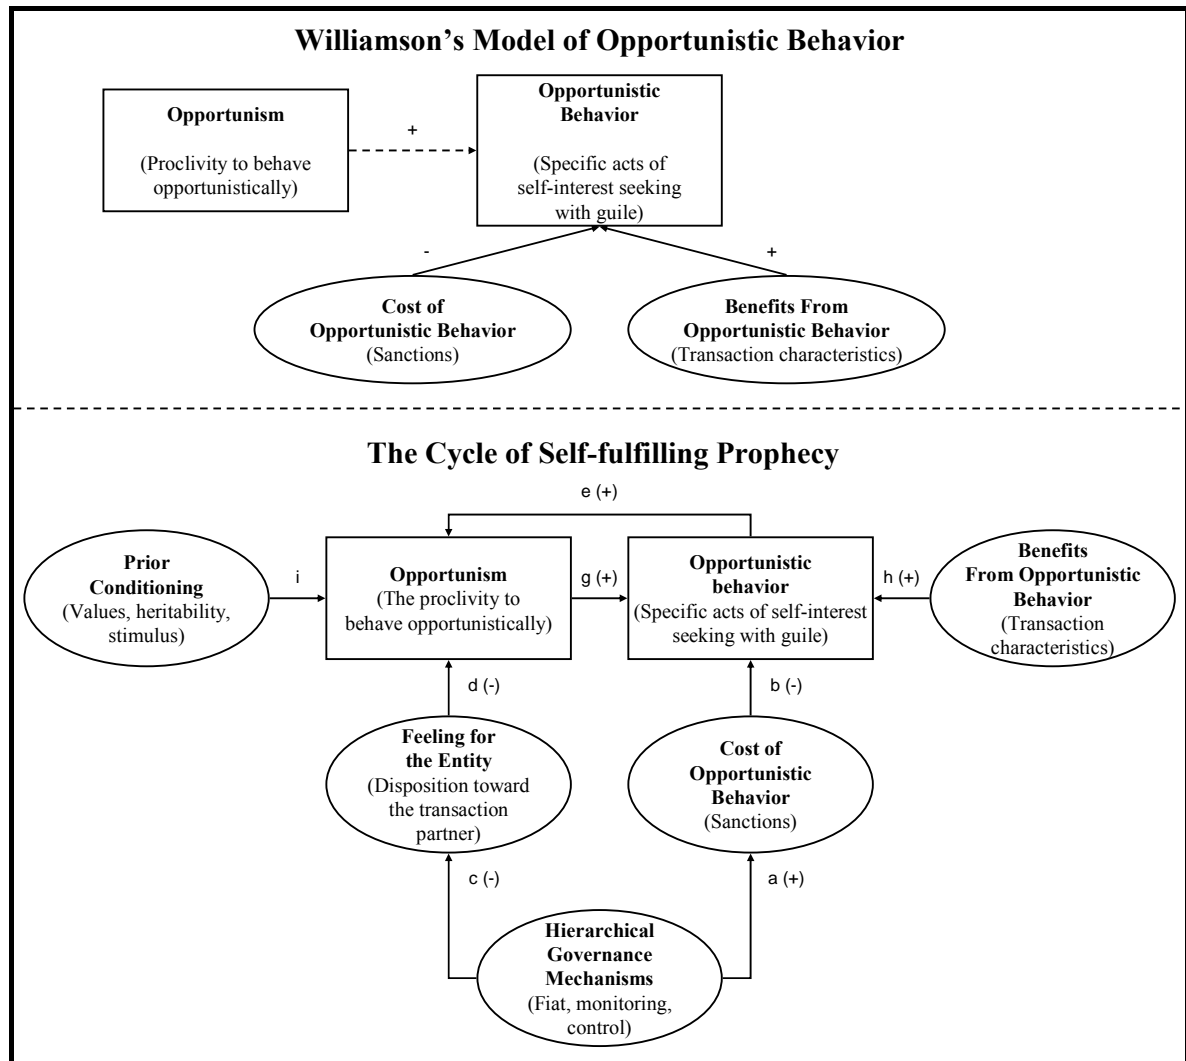 Williamson’s Model of Opportunistic Behavior
Opportunism
(Proclivity to behave
opportunistically)
+
Opportunistic
Behavior
(Specific acts of
self-interest seeking
with guile)
-
+
Cost of
Opportunistic Behavior
(Sanctions)
Benefits From
Opportunistic Behavior
(Transaction characteristics)
The Cycle of Self-fulfilling Prophecy
e (+)
Prior
Conditioning
(Values, heritability,
stimulus)
i
Opportunism
(The proclivity to
behave opportunistically)
g (+)
Opportunistic
behavior
(Specific acts of self-interest
seeking with guile)
h (+)
Benefits
From Opportunistic
Behavior
(Transaction
characteristics)
d (-)
b (-)
Feeling for
the Entity
(Disposition toward
the transaction
partner)
Cost of
Opportunistic
Behavior
(Sanctions)
c (-)
a (+)
Hierarchical
Governance
Mechanisms
(Fiat, monitoring,
control)